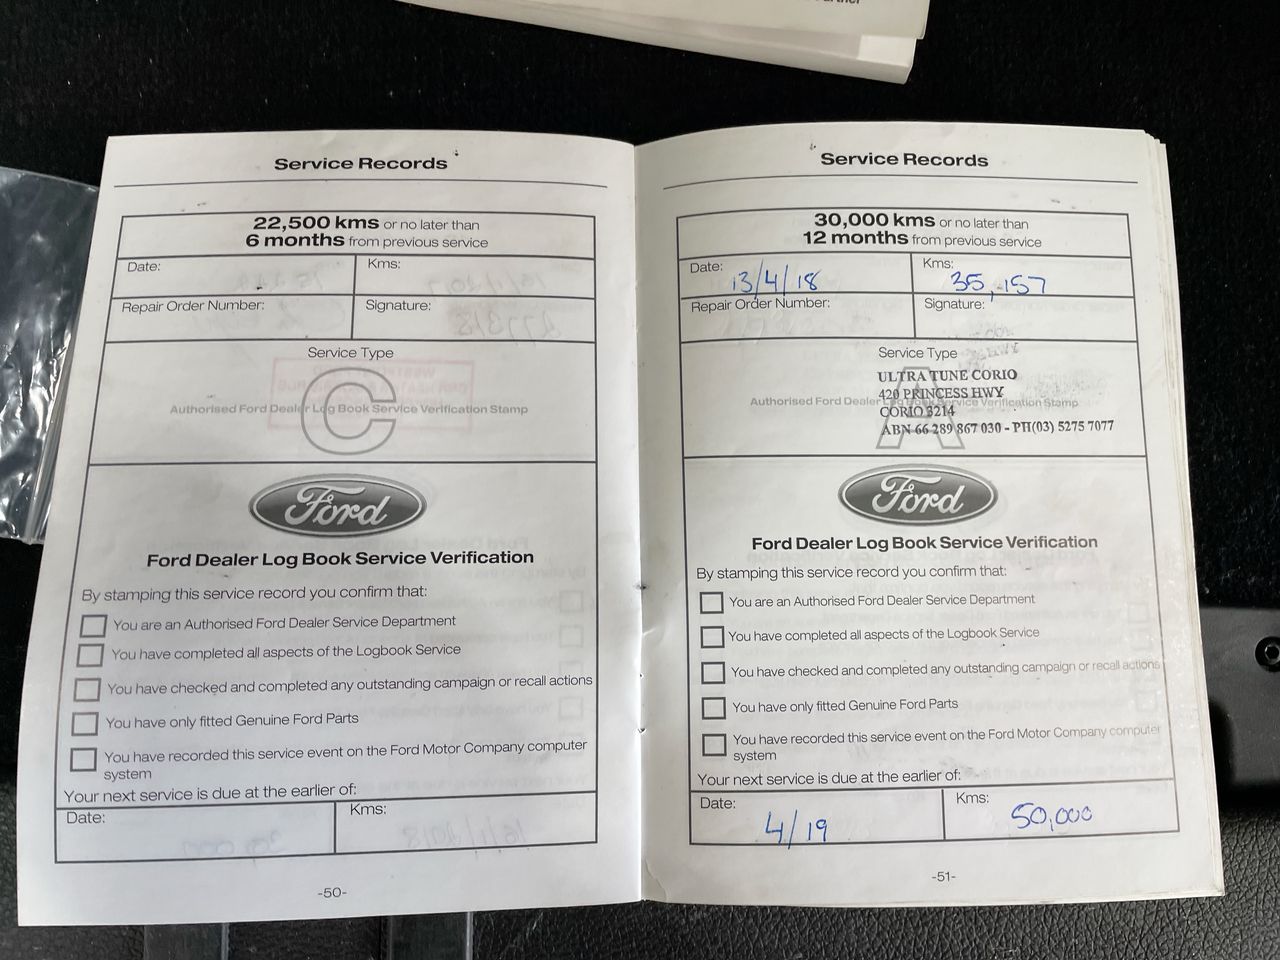 Service Records
22,500 kms or no later than
6 months from previous service
Date:
Kms:
Repair Order Number:
Signature:
Service Type
C
Authorised Ford Dealer Log Book Service Verification Stamp
Ford
Ford Dealer Log Book Service Verification
By stamping this service record you confirm that:
You are an Authorised Ford Dealer Service Department
You have completed all aspects of the Logbook Service
You have checked and completed any outstanding campaign or recall actions
You have only fitted Genuine Ford Parts
You have recorded this service event on the Ford Motor Company computer
system
Your next service is due at the earlier of:
Date:
Kms:
-50-
Service Records
30,000 kms or no later than
12 months from previous service
Date: 13/4/18
Kms: 35,157
Repair Order Number:
Signature:
Service Type
A
ULTRA TUNE CORIO
420 PRINCESS HWY
Authorised Ford Dealer Log Book Service Verification Stamp
CORIO 3214
ABN 66 289 867 030 - PH(03) 5275 7077
Ford
Ford Dealer Log Book Service Verification
By stamping this service record you confirm that:
You are an Authorised Ford Dealer Service Department
You have completed all aspects of the Logbook Service
You have checked and completed any outstanding campaign or recall actions
You have only fitted Genuine Ford Parts
You have recorded this service event on the Ford Motor Company computer
system
Your next service is due at the earlier of:
Date: 4/19
Kms: 50,000
-51-